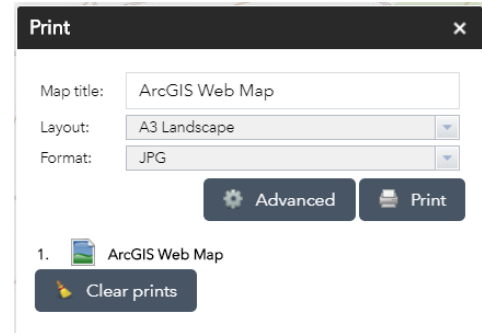 Print
Map title: ArcGIS Web Map
Layout: A3 Landscape
Format: JPG
Advanced Print
1. ArcGIS Web Map
Clear prints